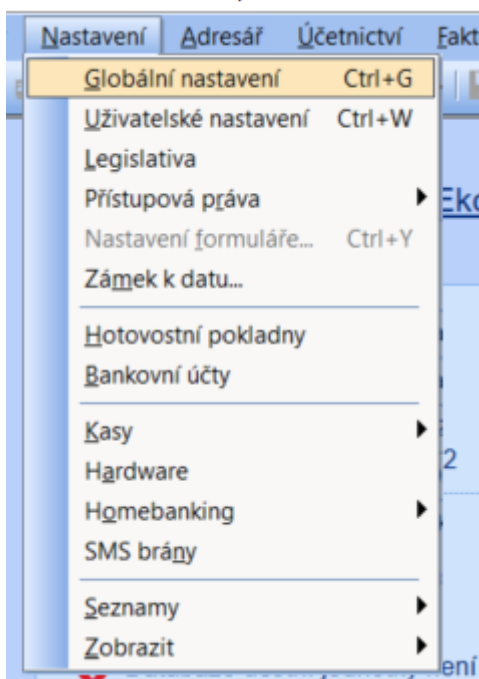 Nastavení Adresář Účetnictví Fakt
Globální nastavení Ctrl+G
Uživatelské nastavení Ctrl+W
Legislativa
Přístupová práva
Nastavení formuláře... Ctrl+Y
Zámek k datu...
Hotovostní pokladny
Bankovní účty
Kasy
Hardware
Homebanking
SMS brány
Seznamy
Zobrazit